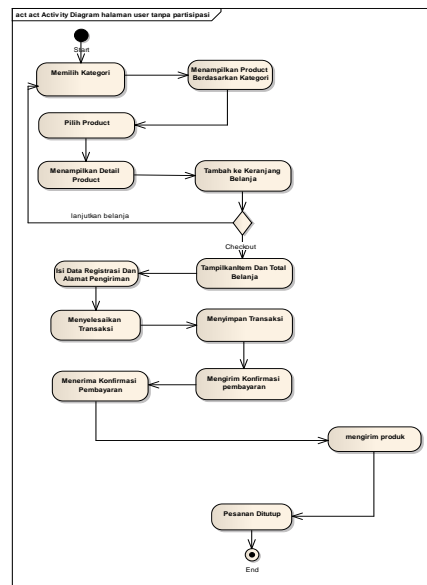 act act Activity Diagram halaman user tanpa partisipasi
Start
Memilih Kategori
Menampilkan Product
Berdasarkan Kategori
Pilih Product
Menampilkan Detail
Product
Tambah ke Keranjang
Belanja
lanjutkan belanja
Checkout
TampilkanItem Dan Total
Belanja
Isi Data Registrasi Dan
Alamat Pengiriman
Menyelesaikan
Transaksi
Menyimpan Transaksi
Mengirim Konfirmasi
pembayaran
Menerima Konfirmasi
Pembayaran
mengirim produk
Pesanan Ditutup
End